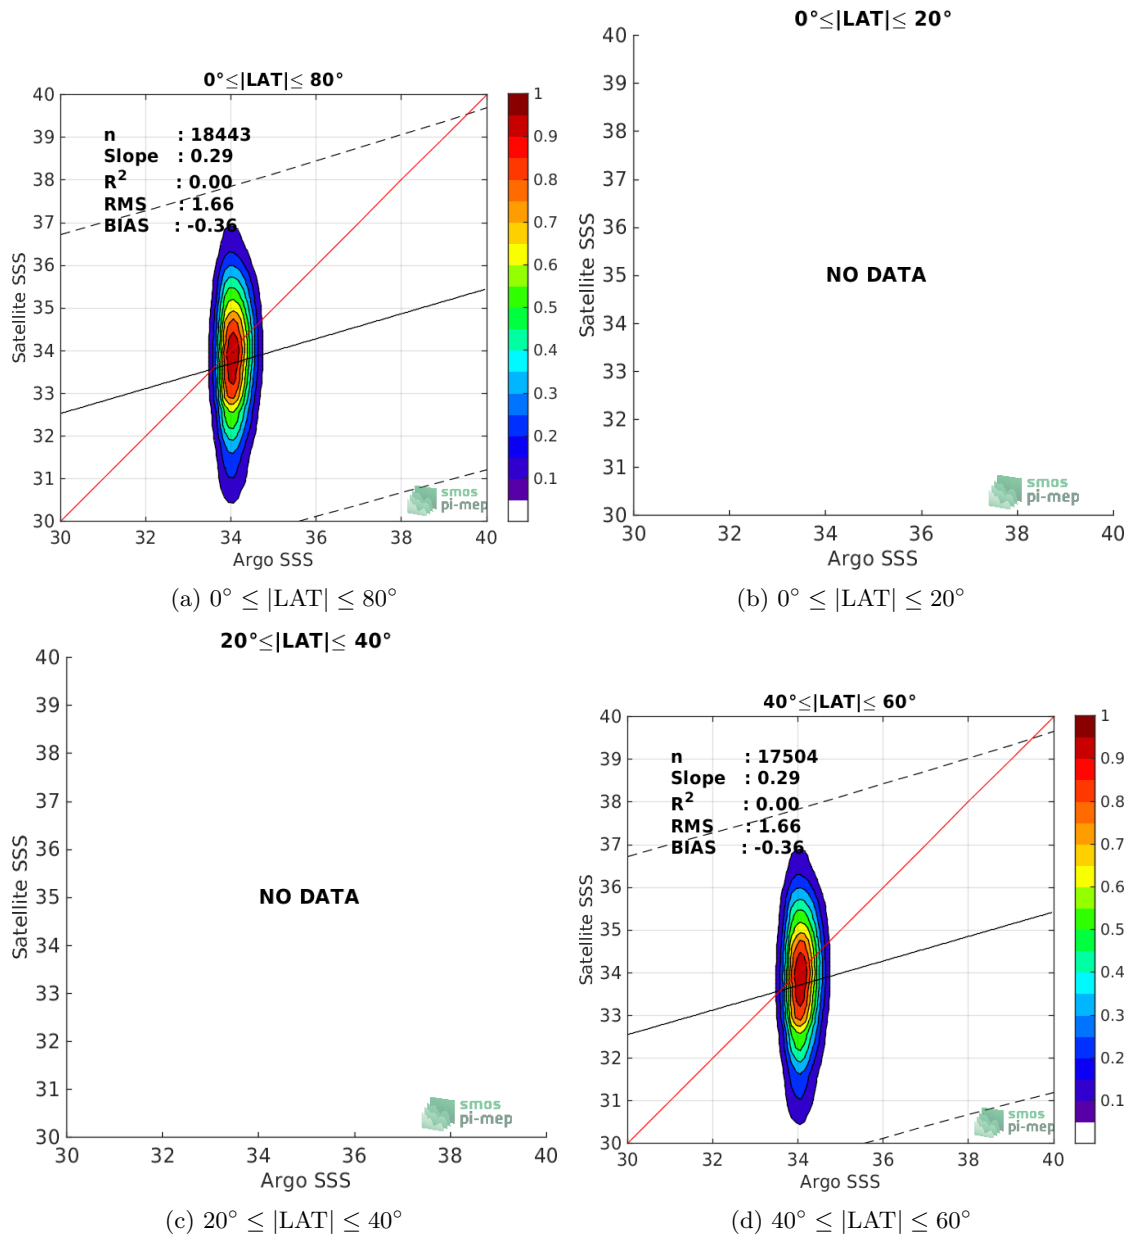 0°≤|LAT|≤ 80°
n : 18443
Slope : 0.29
R² : 0.00
RMS : 1.66
BIAS : -0.36
40
39
38
37
36
35
34
33
32
31
30
30 32 34 36 38 40
Satellite SSS
Argo SSS
1
0.9
0.8
0.7
0.6
0.5
0.4
0.3
0.2
0.1
smos
pi-mep
(a) 0° ≤ |LAT| ≤ 80°
0°≤|LAT|≤ 20°
40
39
38
37
36
35
34
33
32
31
30
30 32 34 36 38 40
Satellite SSS
Argo SSS
NO DATA
smos
pi-mep
(b) 0° ≤ |LAT| ≤ 20°
20°≤|LAT|≤ 40°
40
39
38
37
36
35
34
33
32
31
30
30 32 34 36 38 40
Satellite SSS
Argo SSS
NO DATA
smos
pi-mep
(c) 20° ≤ |LAT| ≤ 40°
40°≤|LAT|≤ 60°
n : 17504
Slope : 0.29
R² : 0.00
RMS : 1.66
BIAS : -0.36
40
39
38
37
36
35
34
33
32
31
30
30 32 34 36 38 40
Satellite SSS
Argo SSS
1
0.9
0.8
0.7
0.6
0.5
0.4
0.3
0.2
0.1
smos
pi-mep
(d) 40° ≤ |LAT| ≤ 60°